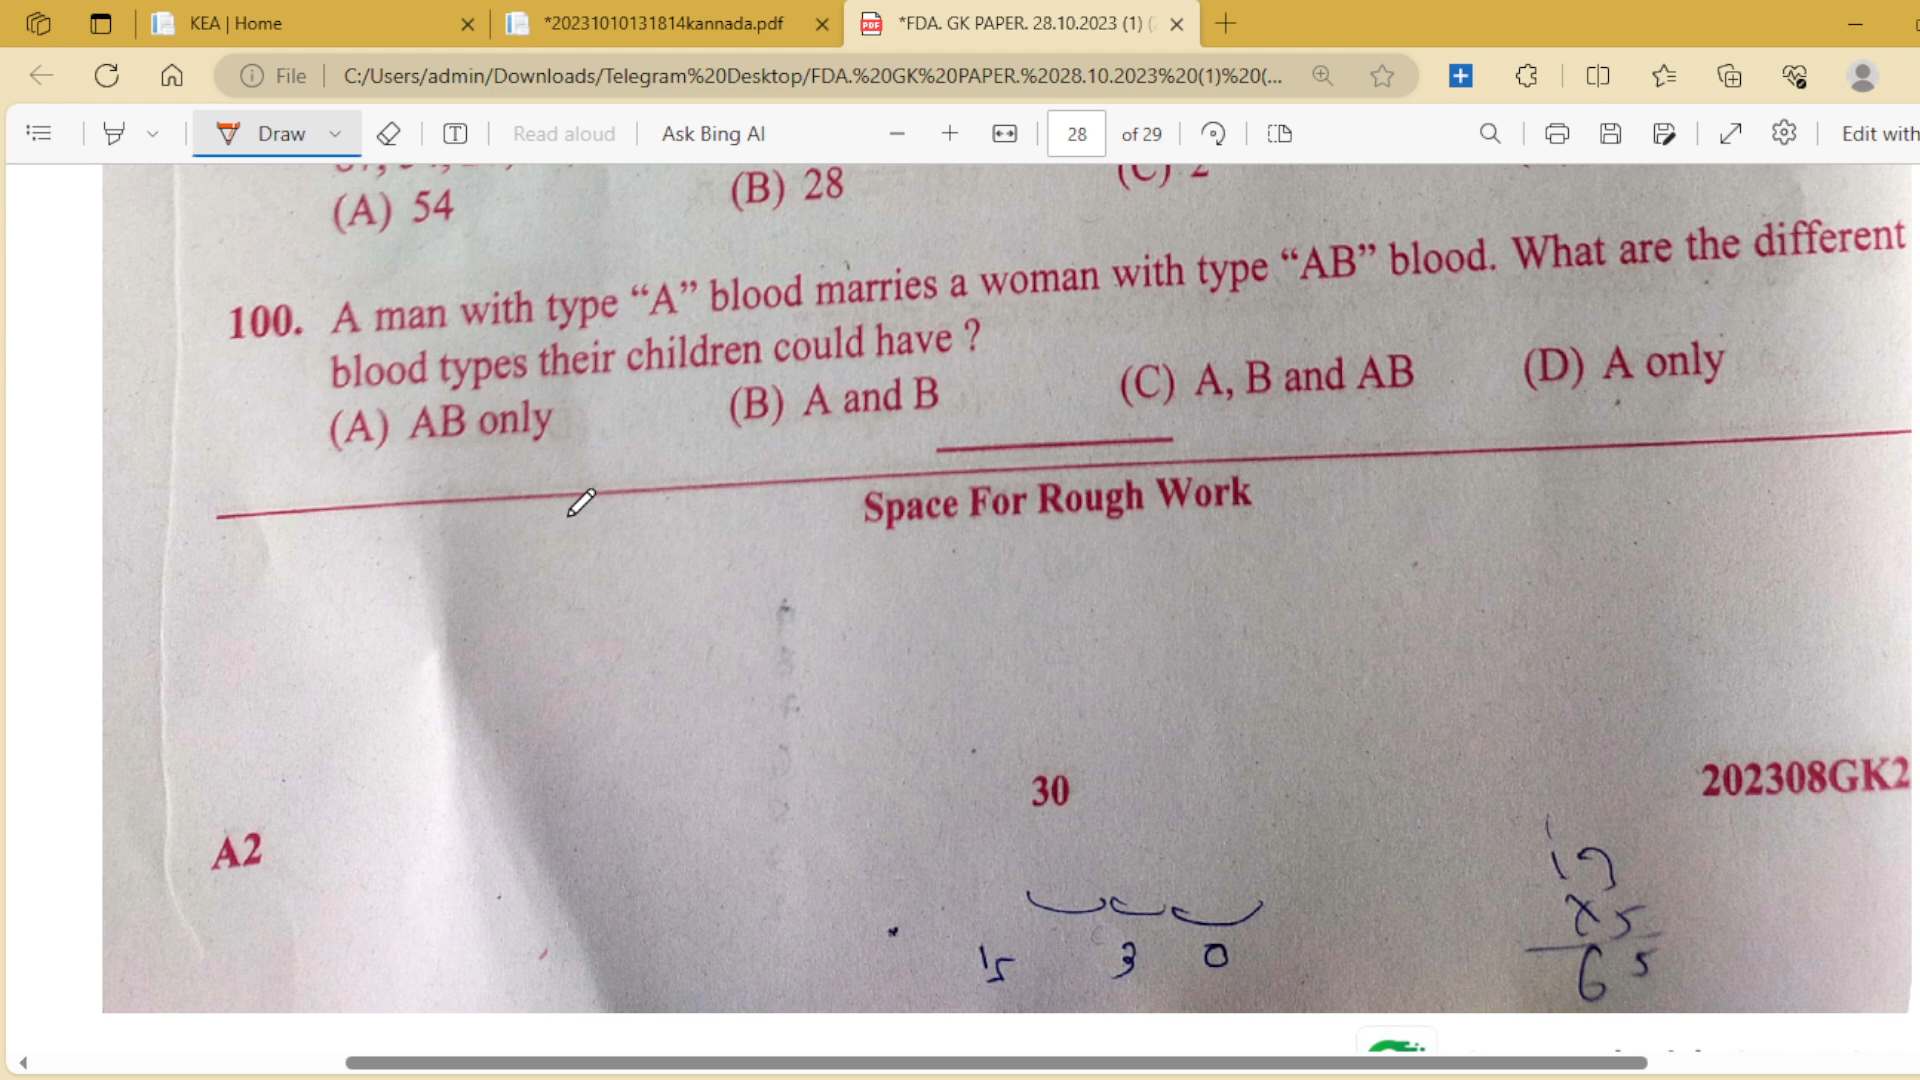 KEA | Home
*20231010131814kannada.pdf
*FDA. GK PAPER. 28.10.2023 (1) (
File
C:/Users/admin/Downloads/Telegram%20Desktop/FDA.%20GK%20PAPER.%2028.10.2023%20(1)%20(...
Draw
Read aloud
Ask Bing AI
28
of 29
Edit with
(A) 54
(B) 28
(C) 2
100. A man with type “A” blood marries a woman with type “AB” blood. What are the different
blood types their children could have ?
(A) AB only
(B) A and B
(C) A, B and AB
(D) A only
Space For Rough Work
30
202308GK2
A2
15 3 0
x 5
6 5